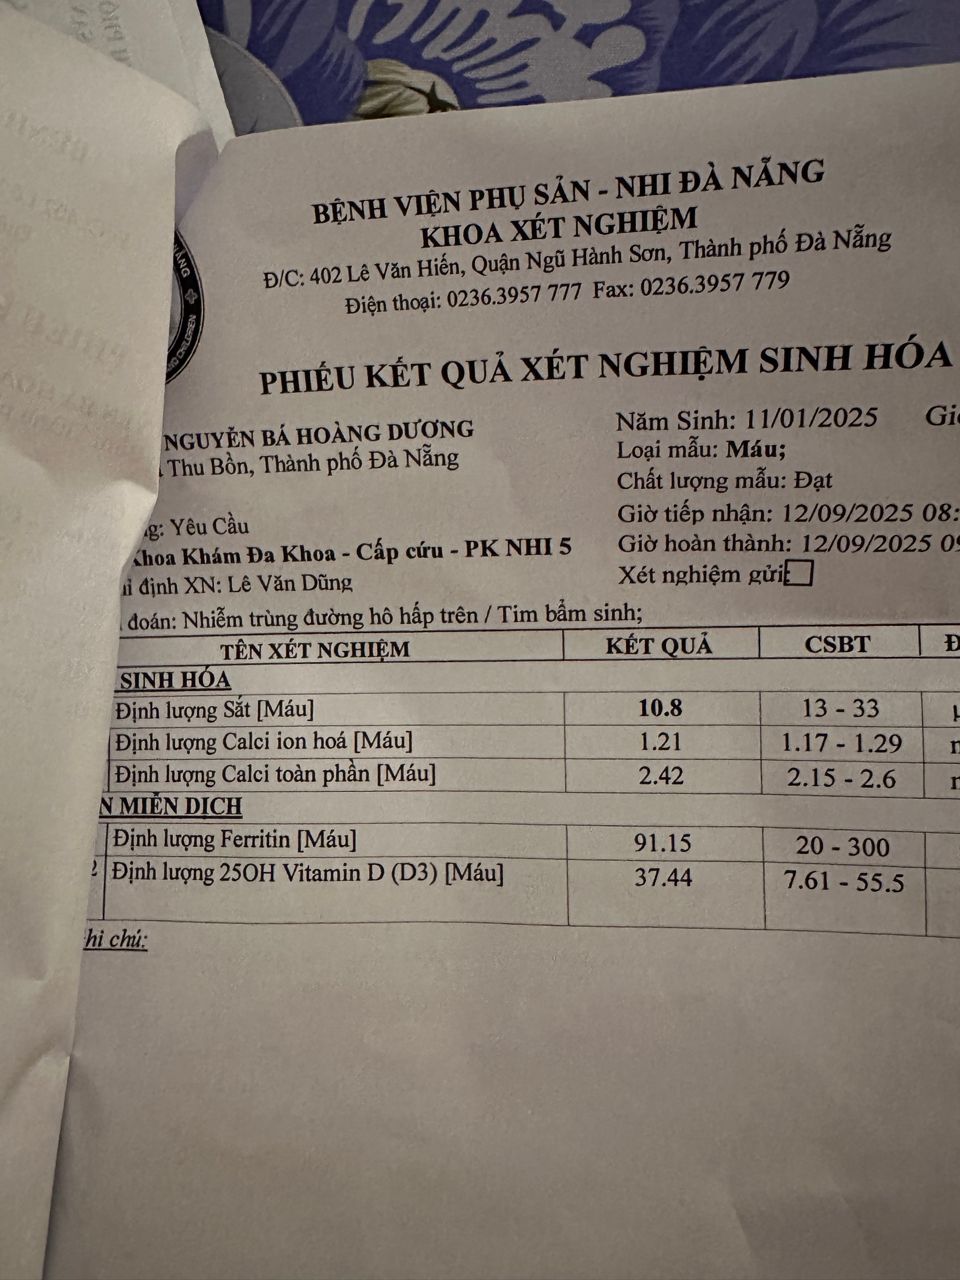 BỆNH VIỆN PHỤ SẢN - NHI ĐÀ NẴNG
KHOA XÉT NGHIỆM
Đ/C: 402 Lê Văn Hiến, Quận Ngũ Hành Sơn, Thành phố Đà Nẵng
Điện thoại: 0236.3957 777 Fax: 0236.3957 779
PHIẾU KẾT QUẢ XÉT NGHIỆM SINH HÓA
NGUYỄN BÁ HOÀNG DƯƠNG
Năm Sinh: 11/01/2025
Thu Bồn, Thành phố Đà Nẵng
Loại mẫu: Máu;
Chất lượng mẫu: Đạt
Yêu Cầu
Giờ tiếp nhận: 12/09/2025 08:
Khoa Khám Đa Khoa - Cấp cứu - PK NHI 5
Giờ hoàn thành: 12/09/2025
định XN: Lê Văn Dũng
Xét nghiệm gửi:
đoán: Nhiễm trùng đường hô hấp trên / Tim bẩm sinh;
TÊN XÉT NGHIỆM KẾT QUẢ CSBT
SINH HÓA
Định lượng Sắt [Máu] 10.8 13 - 33
Định lượng Calci ion hoá [Máu] 1.21 1.17 - 1.29
Định lượng Calci toàn phần [Máu] 2.42 2.15 - 2.6
MIỄN DỊCH
Định lượng Ferritin [Máu] 91.15 20 - 300
2 Định lượng 25OH Vitamin D (D3) [Máu] 37.44 7.61 - 55.5
hi chú: